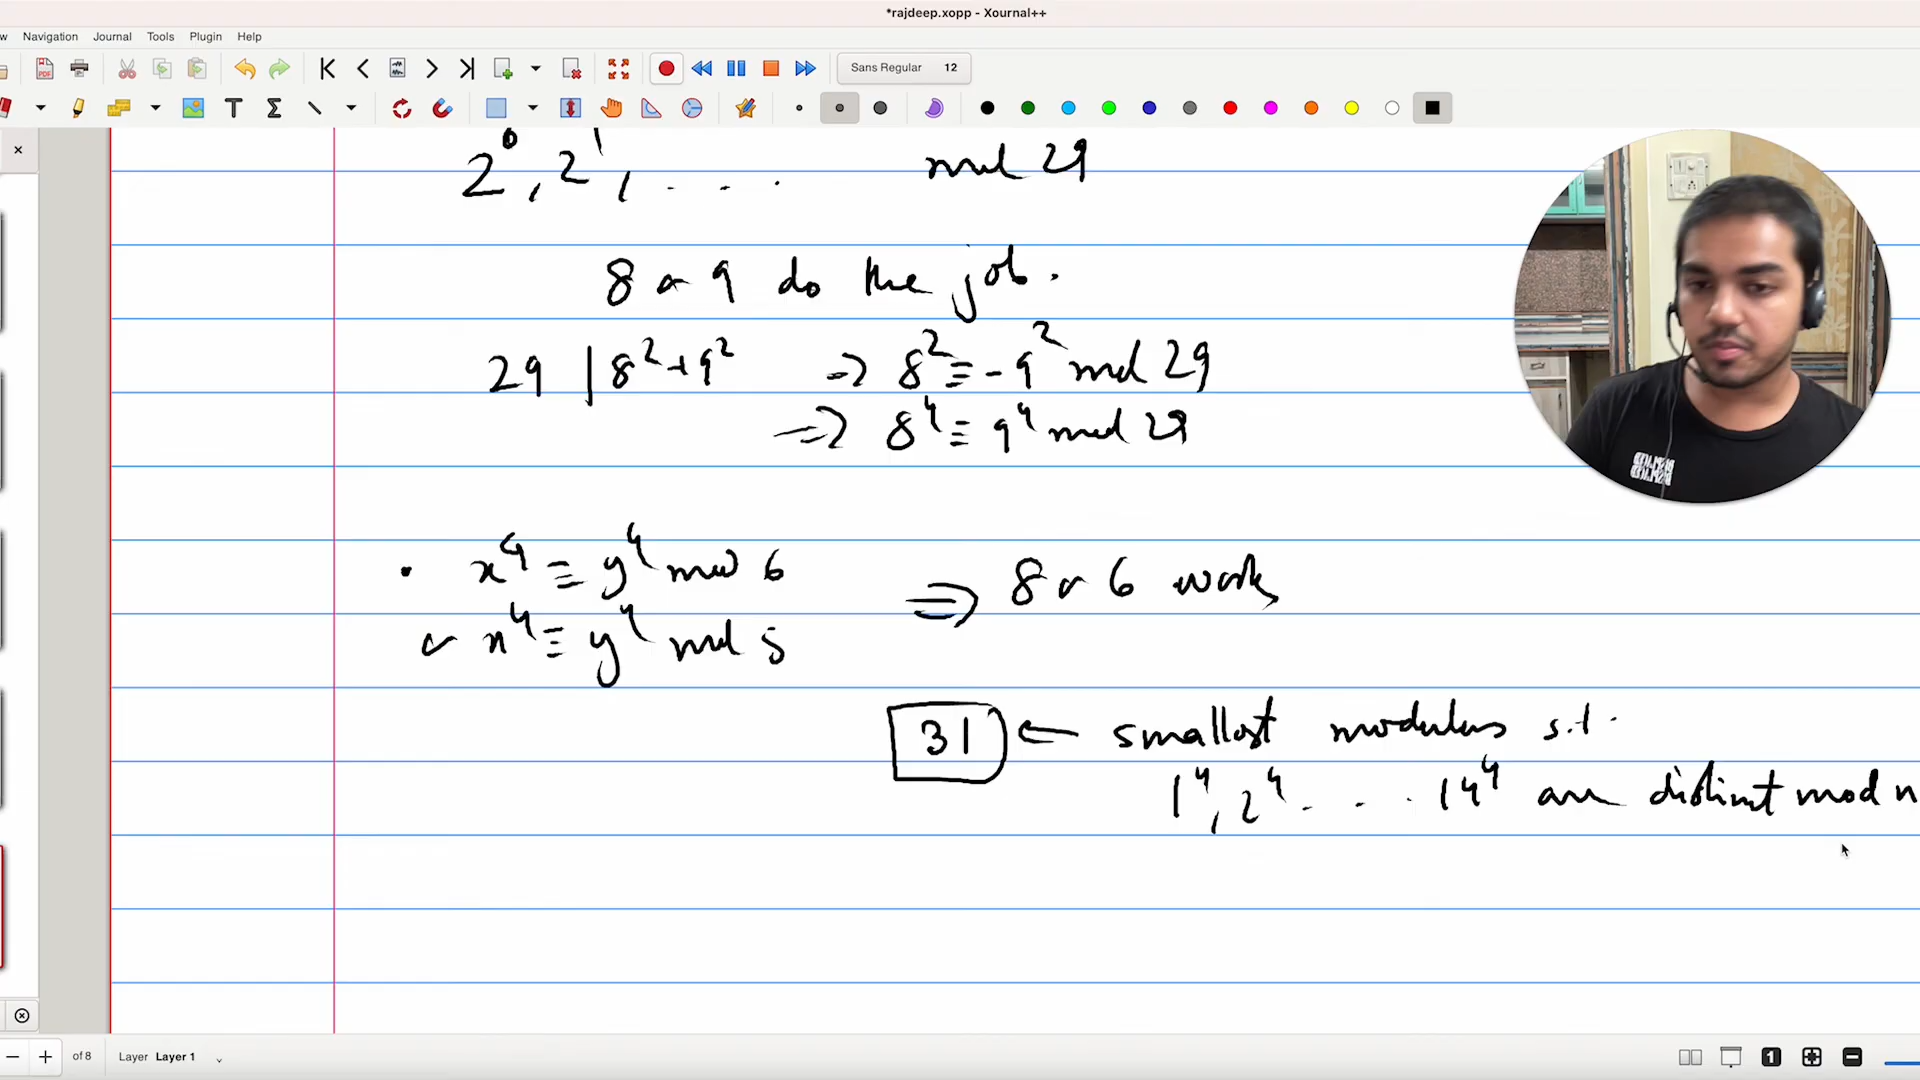 *rajdeep.xopp - Xournal++
Navigation Journal Tools Plugin Help
Sans Regular 12
2⁰, 2¹, . . . . mod 29
8 or 9 do the job.
29 | 8²+9² => 8² ≡ -9² mod 29
=> 8⁴ ≡ 9⁴ mod 29
• x⁴ ≡ y⁴ mod 6 => 8 or 6 works
or x⁴ ≡ y⁴ mod 5
31 ← smallest modulus s.t.
1⁴, 2⁴ . . . 14⁴ are distinct mod n
of 8 Layer Layer 1